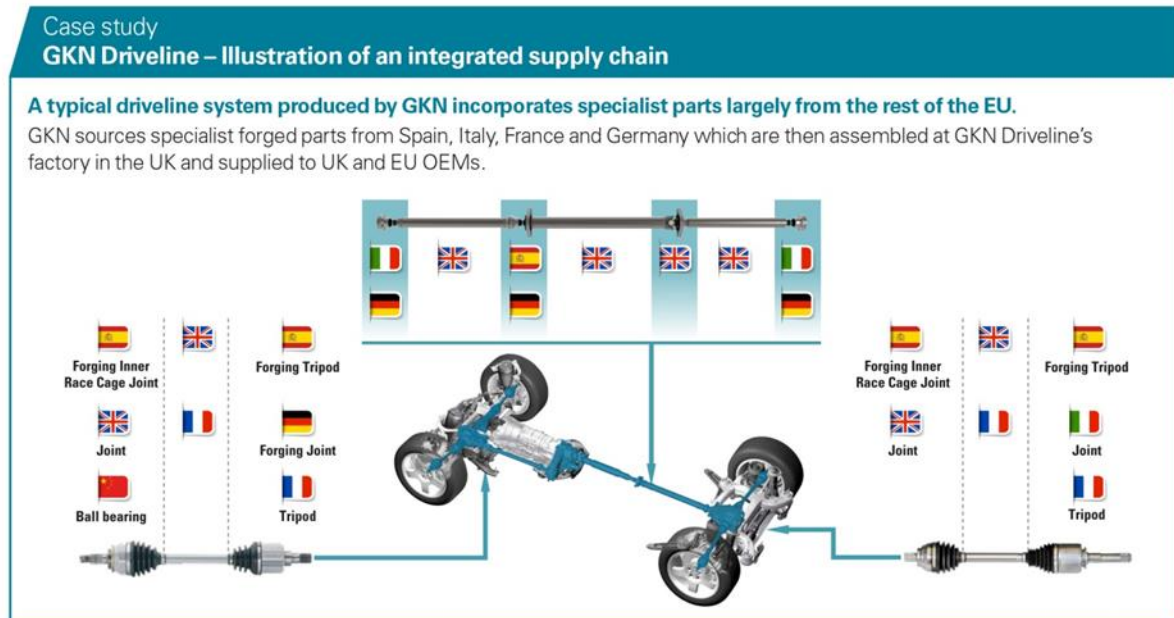 Case study
GKN Driveline – Illustration of an integrated supply chain
A typical driveline system produced by GKN incorporates specialist parts largely from the rest of the EU.
GKN sources specialist forged parts from Spain, Italy, France and Germany which are then assembled at GKN Driveline's
factory in the UK and supplied to UK and EU OEMs.
Forging Inner
Race Cage Joint
Forging Tripod
Joint
Forging Joint
Ball bearing
Tripod
Forging Inner
Race Cage Joint
Forging Tripod
Joint
Joint
Tripod